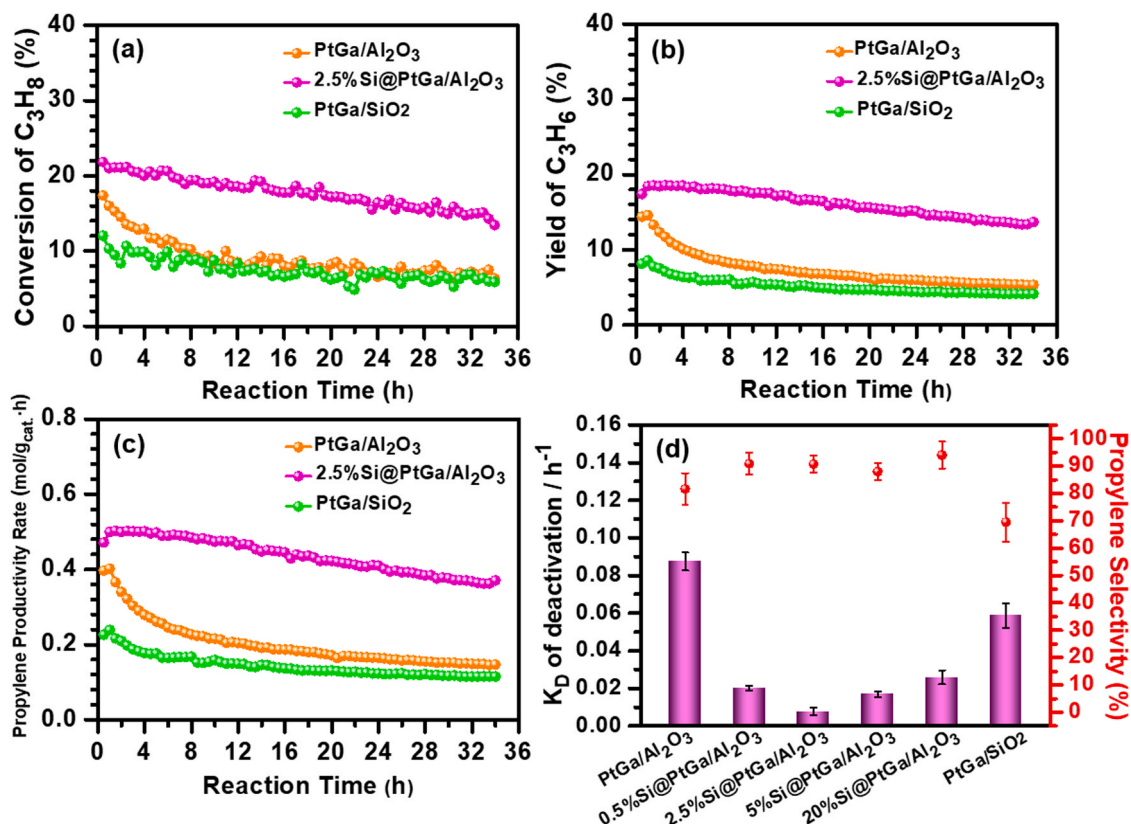 (a)
PtGa/Al₂O₃
2.5%Si@PtGa/Al₂O₃
PtGa/SiO₂
Conversion of C₃H₈ (%)
40
30
20
10
0
0 4 8 12 16 20 24 28 32 36
Reaction Time (h)
(b)
PtGa/Al₂O₃
2.5%Si@PtGa/Al₂O₃
PtGa/SiO₂
Yield of C₃H₆ (%)
40
30
20
10
0
0 4 8 12 16 20 24 28 32 36
Reaction Time (h)
(c)
PtGa/Al₂O₃
2.5%Si@PtGa/Al₂O₃
PtGa/SiO₂
Propylene Productivity Rate (mol/g_cat.·h)
0.8
0.6
0.4
0.2
0.0
0 4 8 12 16 20 24 28 32 36
Reaction Time (h)
(d)
K_D of deactivation / h⁻¹
0.16
0.14
0.12
0.10
0.08
0.06
0.04
0.02
0.00
PtGa/Al₂O₃
0.5%Si@PtGa/Al₂O₃
2.5%Si@PtGa/Al₂O₃
5%Si@PtGa/Al₂O₃
20%Si@PtGa/Al₂O₃
PtGa/SiO₂
100
90
80
70
60
50
40
30
20
10
0
Propylene Selectivity (%)